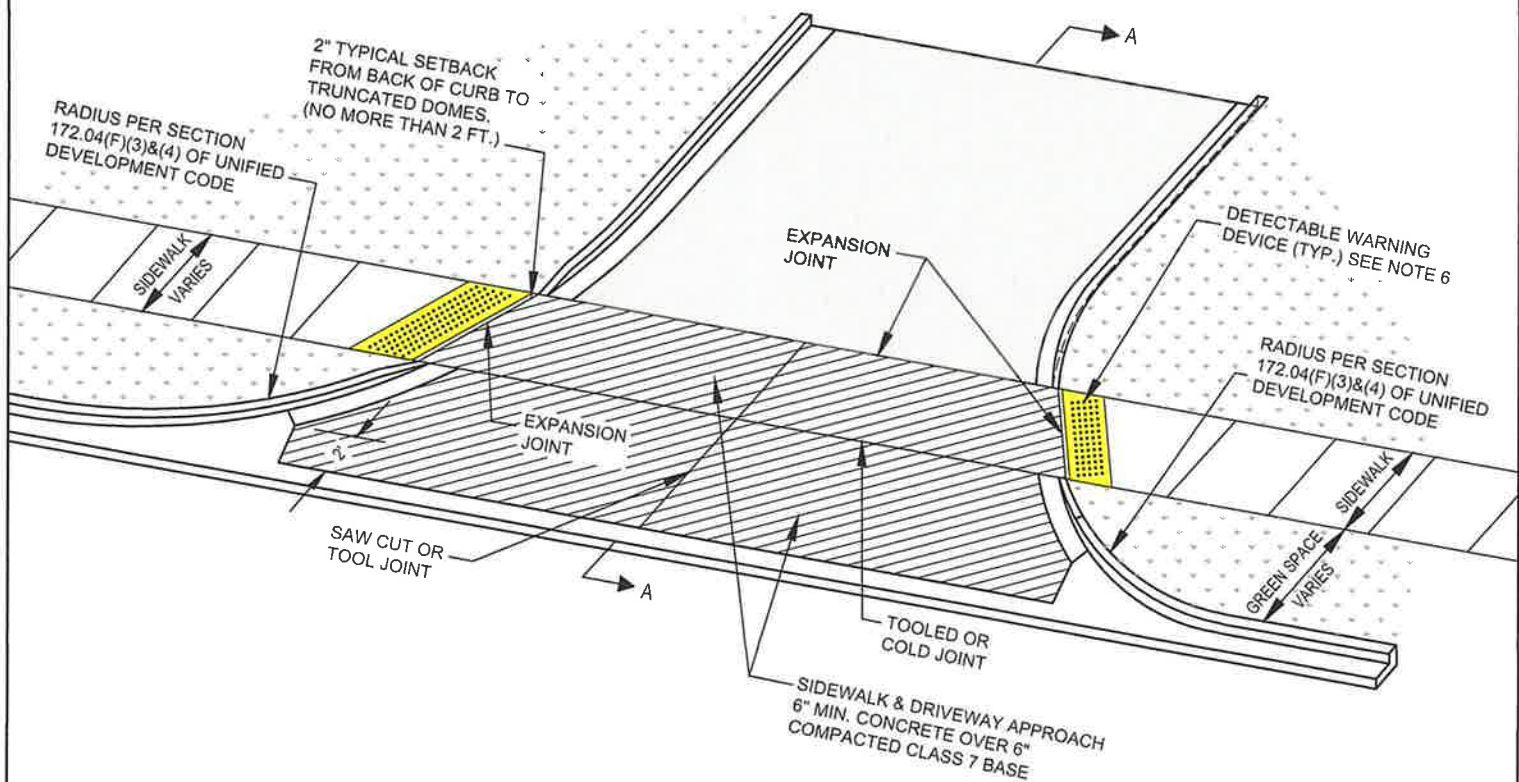 A
2" TYPICAL SETBACK
FROM BACK OF CURB TO
TRUNCATED DOMES.
(NO MORE THAN 2 FT.)
RADIUS PER SECTION
172.04(F)(3)&(4) OF UNIFIED
DEVELOPMENT CODE
SIDEWALK
VARIES
EXPANSION
JOINT
DETECTABLE WARNING
DEVICE (TYP.) SEE NOTE 6
RADIUS PER SECTION
172.04(F)(3)&(4) OF UNIFIED
DEVELOPMENT CODE
EXPANSION
JOINT
2'
SIDEWALK
GREEN SPACE
VARIES
SAW CUT OR
TOOL JOINT
A
TOOLED OR
COLD JOINT
SIDEWALK & DRIVEWAY APPROACH
6" MIN. CONCRETE OVER 6"
COMPACTED CLASS 7 BASE